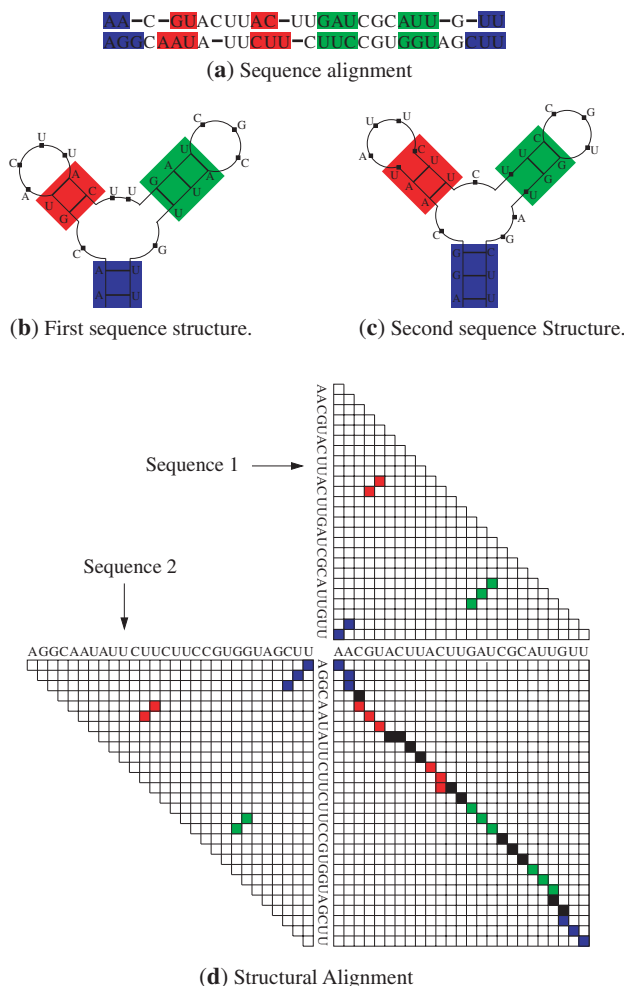 AA–C–GUACUUAC–UUGAUCGCAUU–G–UU
AGGCAAUA–UUCUU–CUUCCGUGGUAGCUU
(a) Sequence alignment
C U U A C G U A C U U G A U C G C A U U G C A A U U
A U U C U U U A A C C U U C C G U G G U A G C G G A C U U
(b) First sequence structure.
(c) Second sequence Structure.
Sequence 1
AACGUACUUACUUGAUCGCAUUGUU
Sequence 2
AGGCAAUAUUCUUCUUCCGUGGUAGCUU
AACGUACUUACUUGAUCGCAUUGUU
AGGCAAUAUUCUUCUUCCGUGGUAGCUU
(d) Structural Alignment